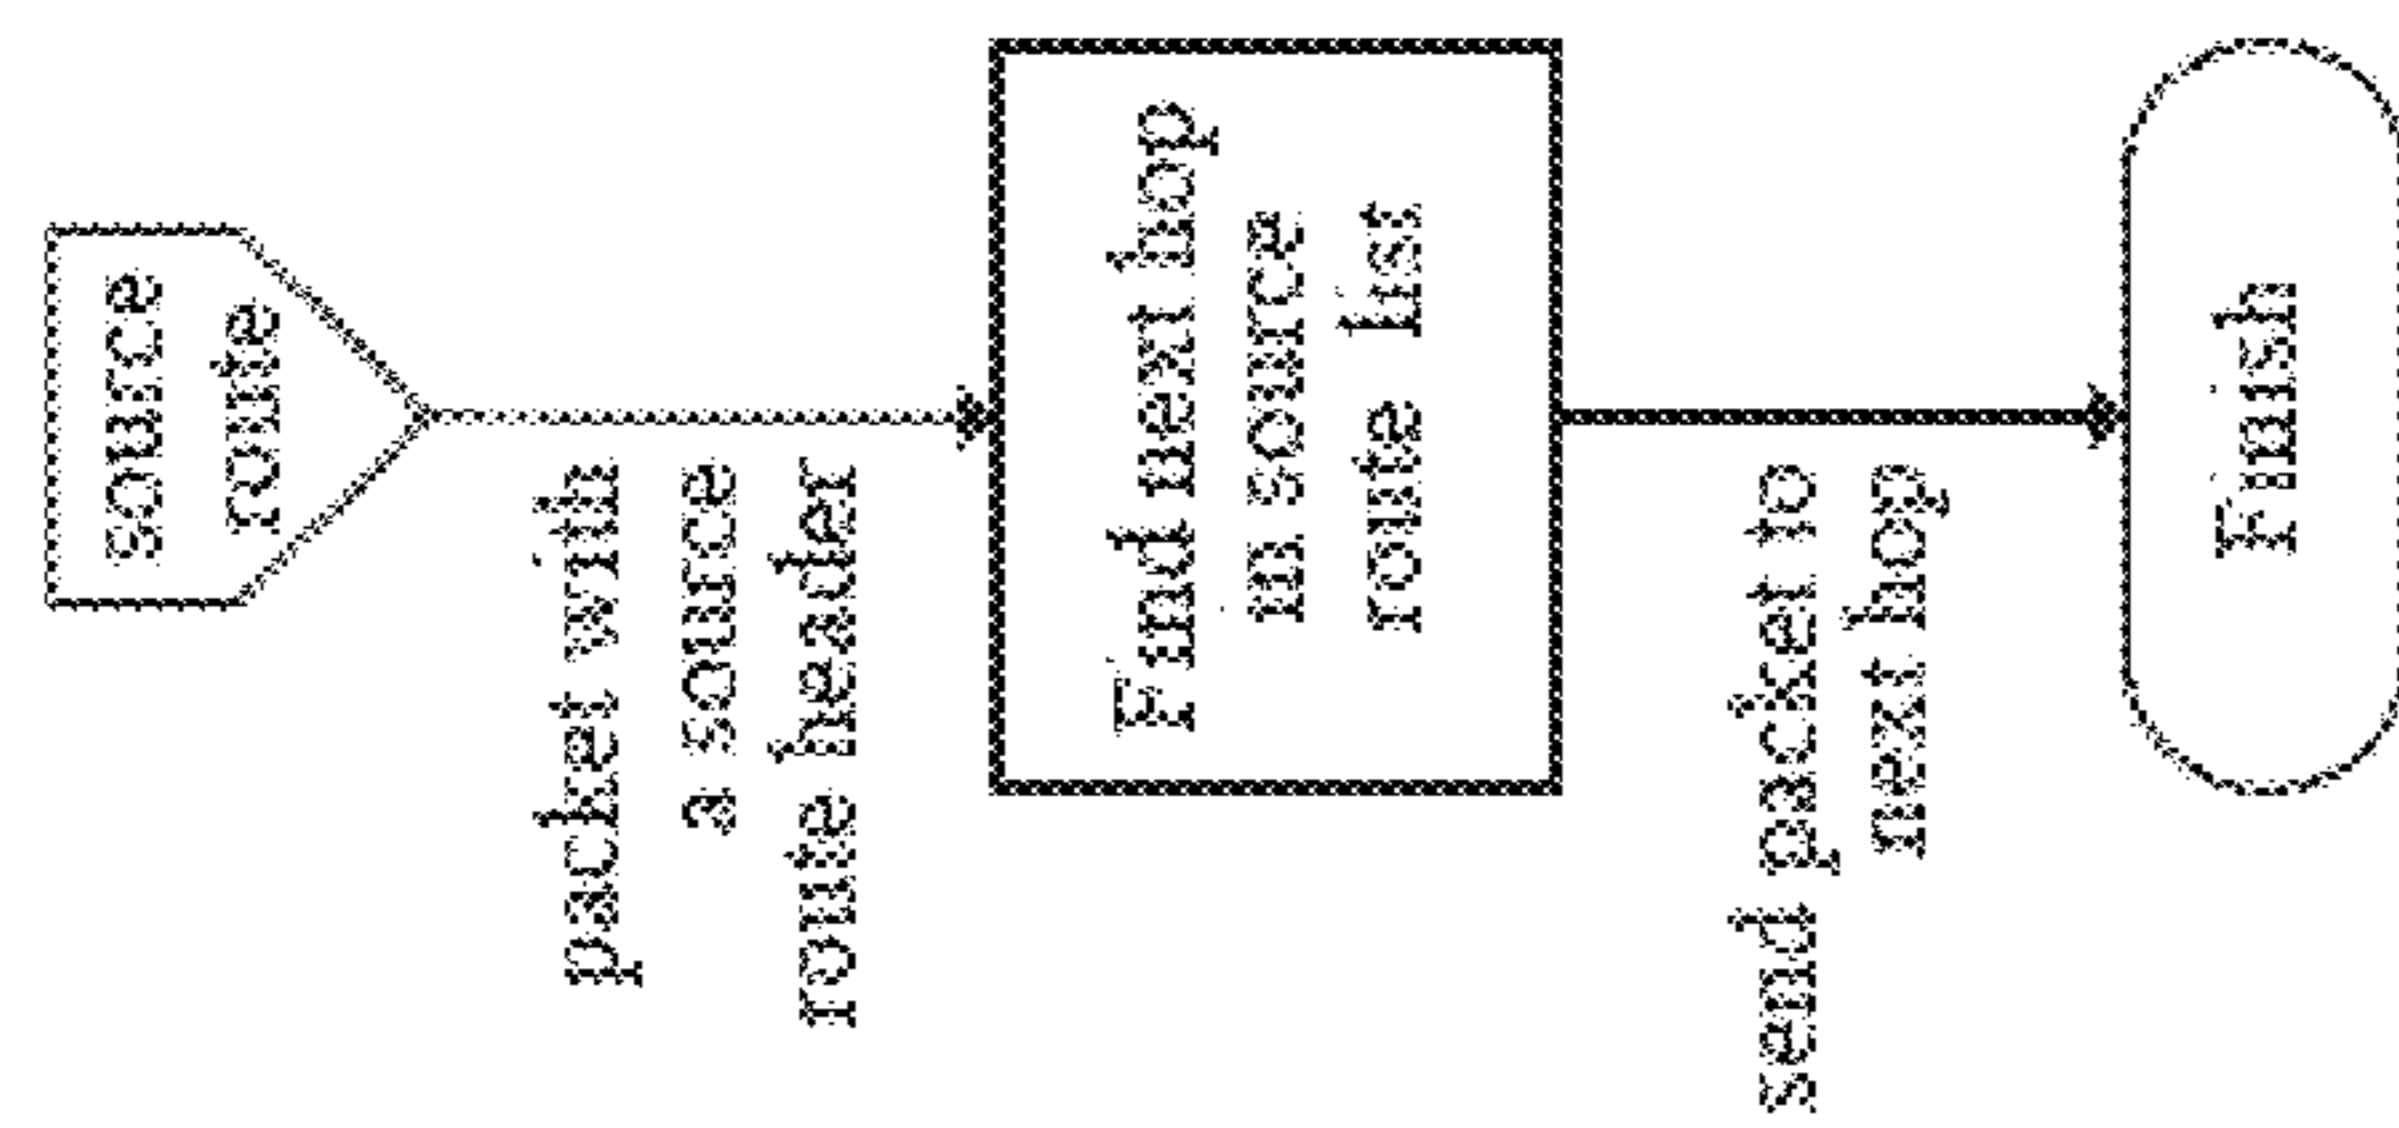 source
route
packet with
a source
route header
Find next hop
in source
route list
send packet to
next hop
Finish